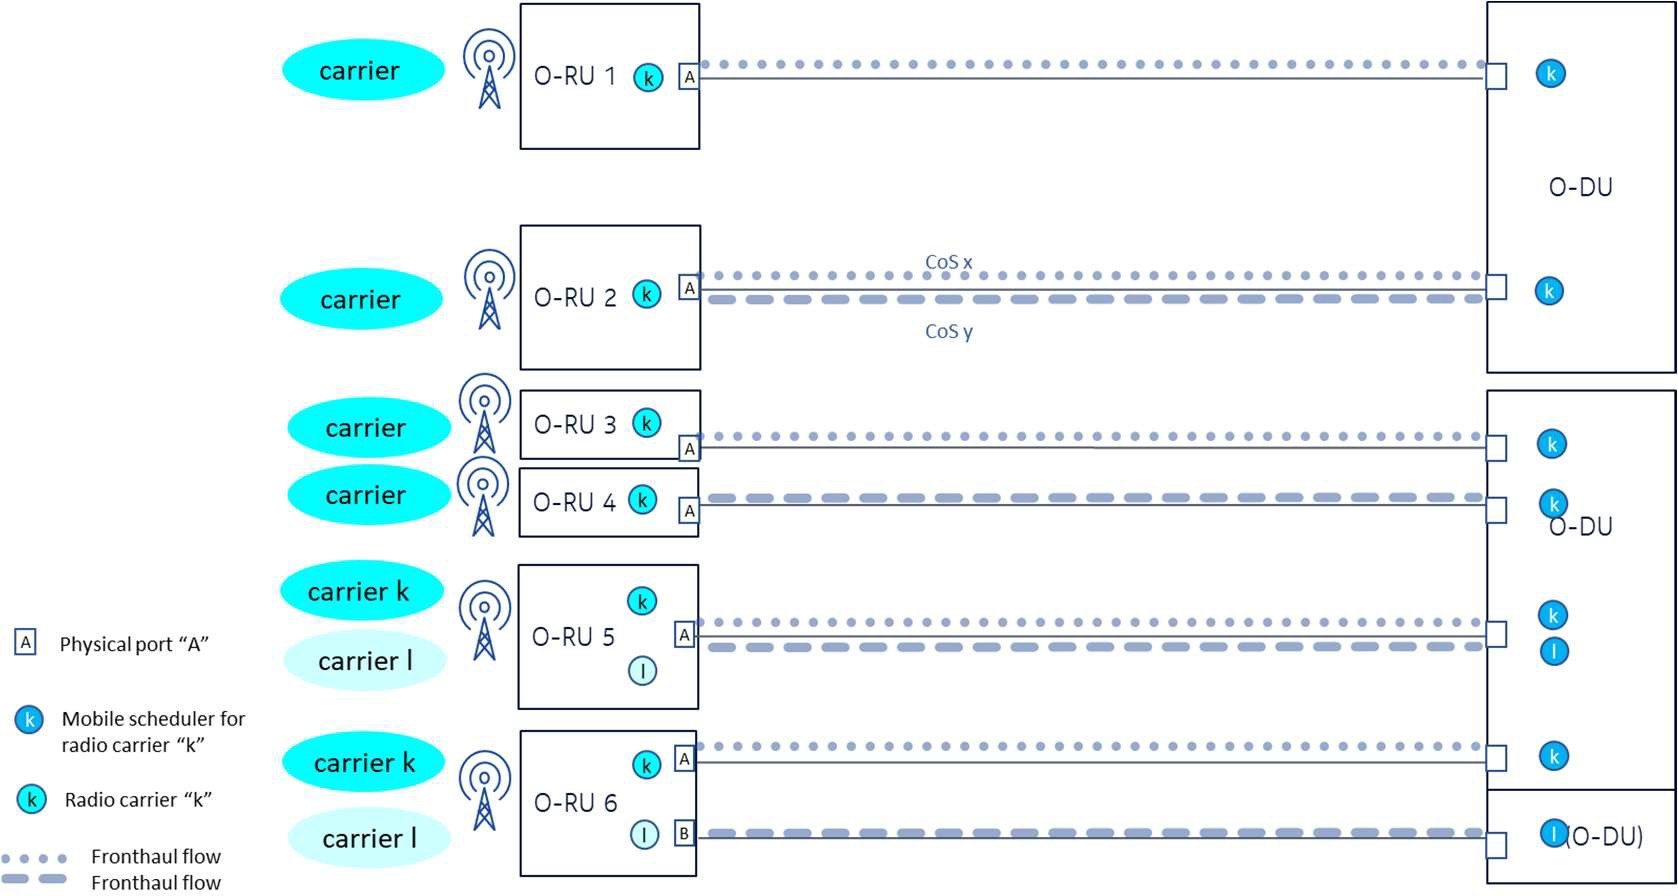 carrier
O-RU 1
k
A
k
O-DU
carrier
O-RU 2
k
A
CoS x
CoS y
k
carrier
O-RU 3
k
A
k
carrier
O-RU 4
k
A
k
O-DU
carrier k
carrier l
O-RU 5
k
l
A
k
l
carrier k
carrier l
O-RU 6
k
l
A
B
k
l
(O-DU)
A
Physical port “A”
k
Mobile scheduler for
radio carrier “k”
k
Radio carrier “k”
Fronthaul flow
Fronthaul flow